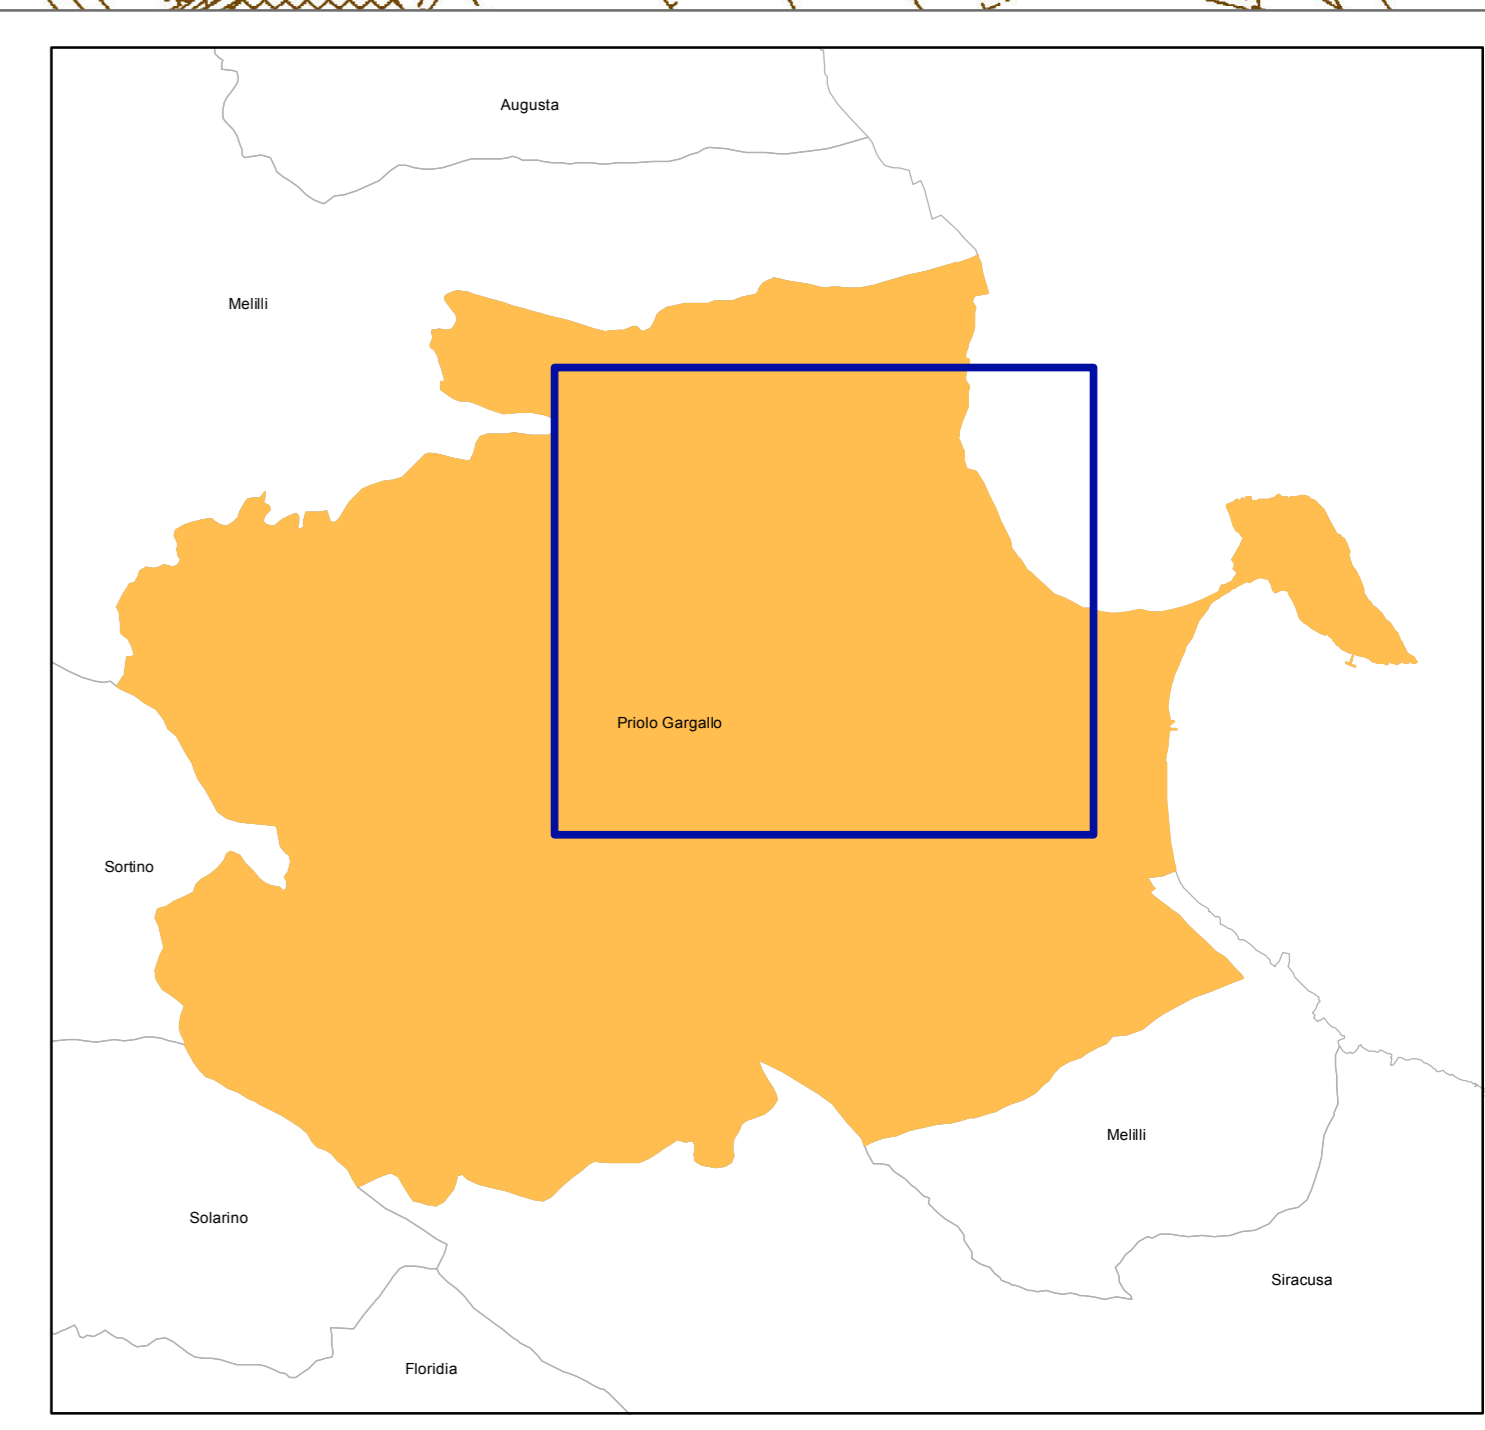 Augusta
Melilli
Priolo Gargallo
Sortino
Melilli
Solarino
Siracusa
Floridia